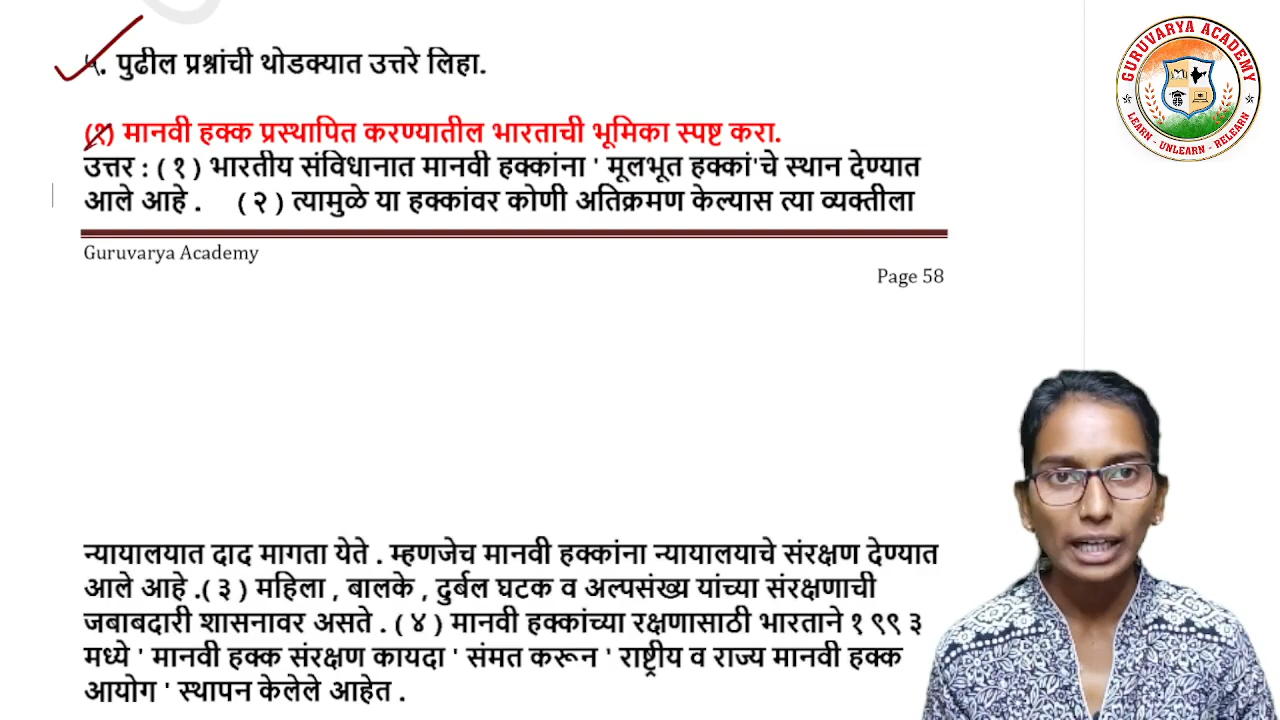 ५. पुढील प्रश्नांची थोडक्यात उत्तरे लिहा.
(१) मानवी हक्क प्रस्थापित करण्यातील भारताची भूमिका स्पष्ट करा.
उत्तर : ( १ ) भारतीय संविधानात मानवी हक्कांना ' मूलभूत हक्कां'चे स्थान देण्यात
आले आहे . ( २ ) त्यामुळे या हक्कांवर कोणी अतिक्रमण केल्यास त्या व्यक्तीला
Guruvarya Academy
Page 58
न्यायालयात दाद मागता येते . म्हणजेच मानवी हक्कांना न्यायालयाचे संरक्षण देण्यात
आले आहे .( ३ ) महिला , बालके , दुर्बल घटक व अल्पसंख्य यांच्या संरक्षणाची
जबाबदारी शासनावर असते . ( ४ ) मानवी हक्कांच्या रक्षणासाठी भारताने १ ९९ ३
मध्ये ' मानवी हक्क संरक्षण कायदा ' संमत करून ' राष्ट्रीय व राज्य मानवी हक्क
आयोग ' स्थापन केलेले आहेत .
GURUVARYA ACADEMY
LEARN - UNLEARN - RELEARN